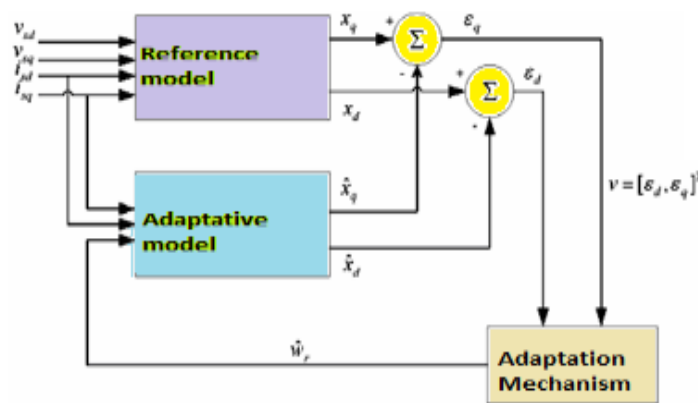 v_sd
v_sq
i_sd
i_sq
Reference
model
x_q
x_d
+
-
Σ
ε_q
+
-
Σ
ε_d
Adaptative
model
x̂_q
x̂_d
v = [ε_d, ε_q]
ŵ_r
Adaptation
Mechanism